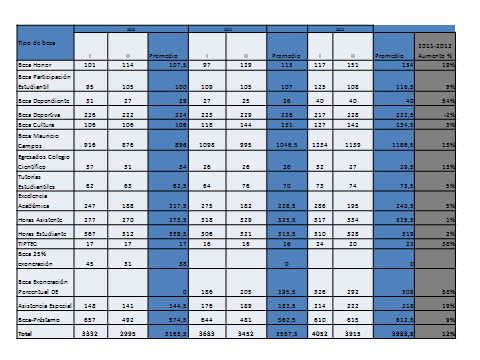 2011-2012
Tipo de beca I II Promedio I II Promedio I II Promedio Aumento %
Beca Honor 101 114 107,5 97 129 113 117 151 134 19%
Beca Participación
Estudiantil 95 105 100 109 105 107 125 108 116,5 9%
Beca Dependiente 31 27 29 27 25 26 40 40 40 54%
Beca Deportiva 226 222 224 223 229 226 217 228 222,5 -2%
Beca Cultura 106 106 106 118 144 131 127 142 134,5 3%
Beca Mauricio
Campos 916 876 896 1098 995 1046,5 1234 1139 1186,5 13%
Egresados Colegio
Científico 37 31 34 26 26 26 32 27 29,5 13%
Tutorías
Estudiantiles 62 63 62,5 64 76 70 73 74 73,5 5%
Excelencia
Académica 247 188 217,5 275 182 228,5 286 195 240,5 5%
Horas Asistente 277 270 273,5 318 329 323,5 317 334 325,5 1%
Horas Estudiante 367 312 339,5 306 321 313,5 310 328 319 2%
TIPTEC 17 17 17 16 16 16 24 20 22 38%
Beca 25%
exoneración 45 31 38 0 0
Beca Exoneración
Porcentual DE 0 186 205 195,5 326 292 309 58%
Asistencia Especial 148 141 144,5 176 189 182,5 214 222 218 19%
Beca-Préstamo 657 492 574,5 644 481 562,5 610 615 612,5 9%
Total 3332 2995 3163,5 3683 3452 3567,5 4052 3915 3983,5 12%